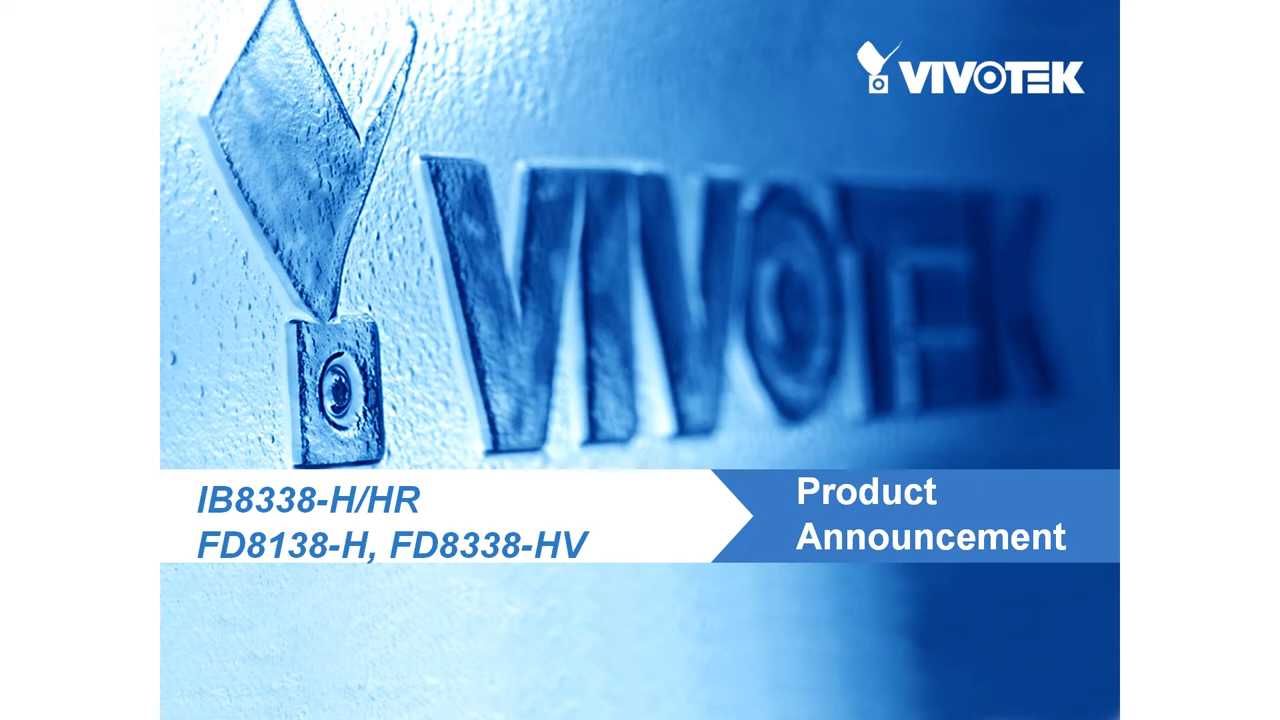 VIVOTEK
VIVOTEK
IB8338-H/HR
FD8138-H, FD8338-HV
Product
Announcement